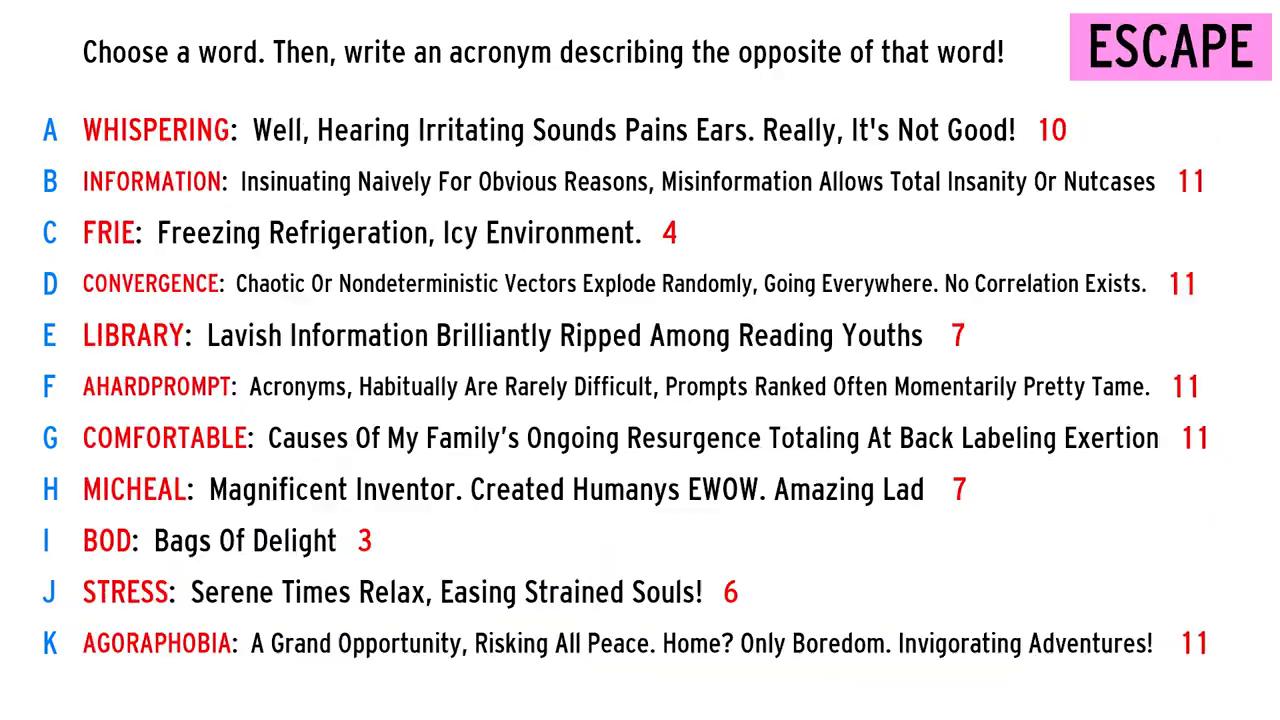 Choose a word. Then, write an acronym describing the opposite of that word!
ESCAPE
A WHISPERING: Well, Hearing Irritating Sounds Pains Ears. Really, It's Not Good! 10
B INFORMATION: Insinuating Naively For Obvious Reasons, Misinformation Allows Total Insanity Or Nutcases 11
C FRIE: Freezing Refrigeration, Icy Environment. 4
D CONVERGENCE: Chaotic Or Nondeterministic Vectors Explode Randomly, Going Everywhere. No Correlation Exists. 11
E LIBRARY: Lavish Information Brilliantly Ripped Among Reading Youths 7
F AHARDPROMPT: Acronyms, Habitually Are Rarely Difficult, Prompts Ranked Often Momentarily Pretty Tame. 11
G COMFORTABLE: Causes Of My Family’s Ongoing Resurgence Totaling At Back Labeling Exertion 11
H MICHEAL: Magnificent Inventor. Created Humanys EWOW. Amazing Lad 7
I BOD: Bags Of Delight 3
J STRESS: Serene Times Relax, Easing Strained Souls! 6
K AGORAPHOBIA: A Grand Opportunity, Risking All Peace. Home? Only Boredom. Invigorating Adventures! 11